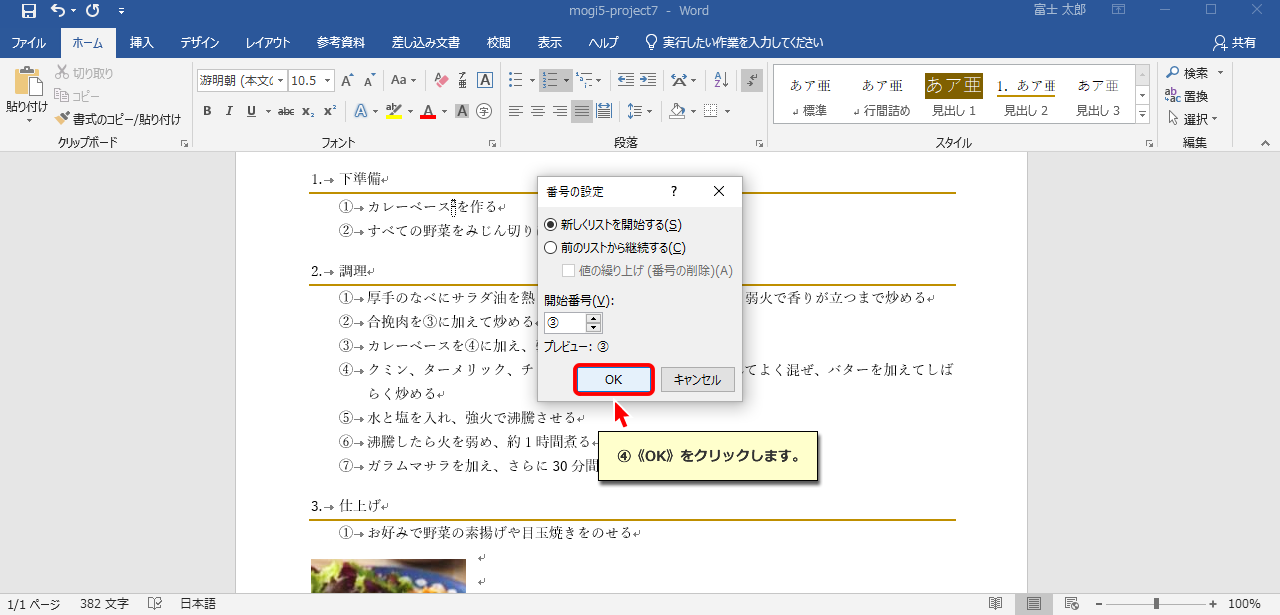 mogi5-project7 - Word
富士 太郎
ファイル ホーム 挿入 デザイン レイアウト 参考資料 差し込み文書 校閲 表示 ヘルプ 実行したい作業を入力してください 共有
貼り付け
切り取り
コピー
書式のコピー/貼り付け
クリップボード
游明朝 (本文の 10.5
フォント
段落
あア亜 標準
あア亜 行間詰め
あア亜 見出し 1
1. あア亜 見出し 2
あア亜 見出し 3
スタイル
検索
置換
選択
編集
1. 下準備
① カレーベースを作る
② すべての野菜をみじん切り
2. 調理
① 厚手のなべにサラダ油を熱 弱火で香りが立つまで炒める
② 合挽肉を③に加えて炒める
③ カレーベースを④に加え、
④ クミン、ターメリック、チ てよく混ぜ、バターを加えてしば
らく炒める
⑤ 水と塩を入れ、強火で沸騰させる
⑥ 沸騰したら火を弱め、約 1 時間煮る
⑦ ガラムマサラを加え、さらに 30 分間
3. 仕上げ
① お好みで野菜の素揚げや目玉焼きをのせる
番号の設定 ?
新しくリストを開始する(S)
前のリストから継続する(C)
値の繰り上げ (番号の削除)(A)
開始番号(V):
③
プレビュー: ③
OK キャンセル
④《OK》をクリックします。
1/1 ページ 382 文字 日本語 100%